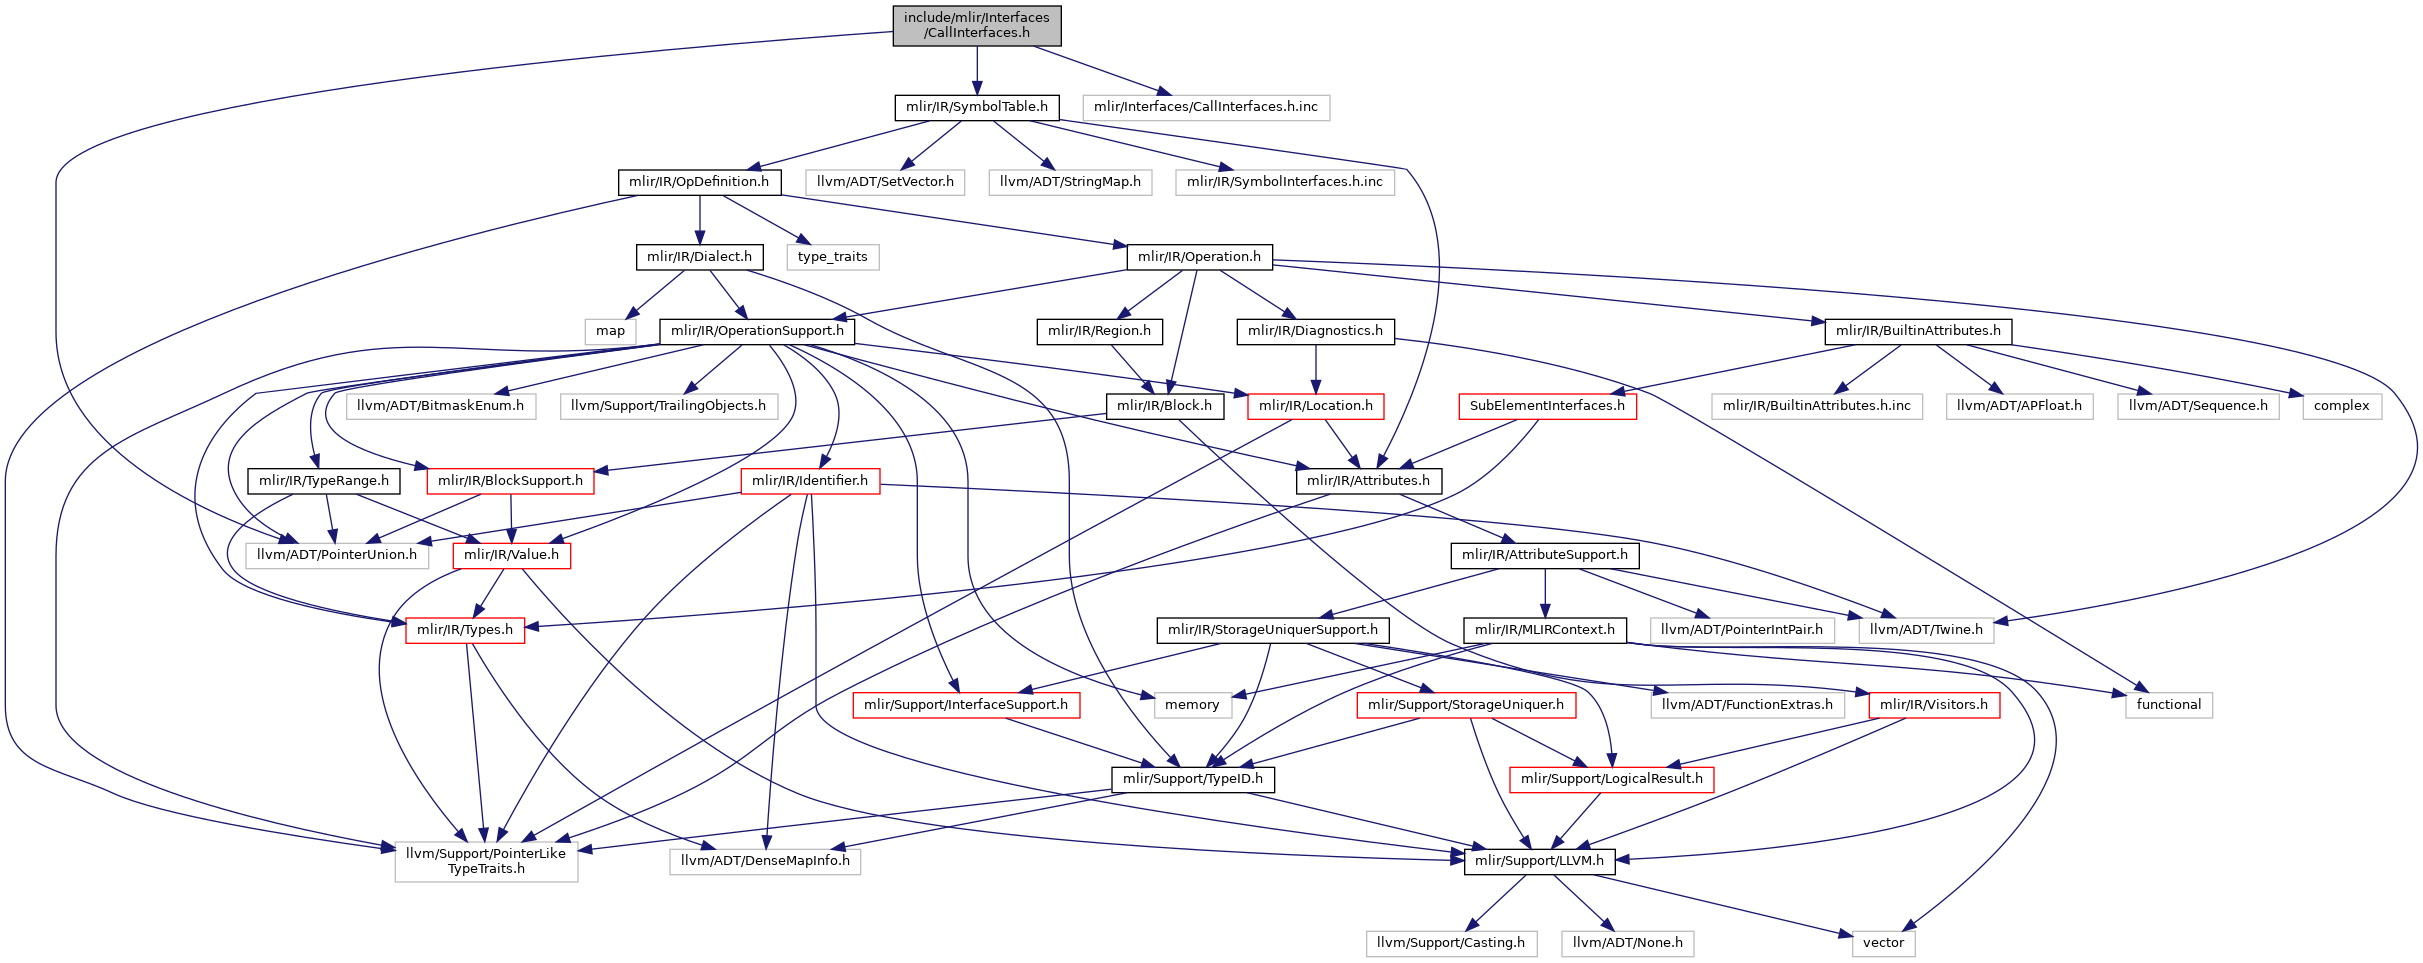 include/mlir/Interfaces
/CallInterfaces.h
mlir/IR/SymbolTable.h
mlir/Interfaces/CallInterfaces.h.inc
mlir/IR/OpDefinition.h
llvm/ADT/SetVector.h
llvm/ADT/StringMap.h
mlir/IR/SymbolInterfaces.h.inc
mlir/IR/Dialect.h
type_traits
mlir/IR/Operation.h
map
mlir/IR/OperationSupport.h
mlir/IR/Region.h
mlir/IR/Diagnostics.h
mlir/IR/BuiltinAttributes.h
llvm/ADT/BitmaskEnum.h
llvm/Support/TrailingObjects.h
mlir/IR/Block.h
mlir/IR/Location.h
SubElementInterfaces.h
mlir/IR/BuiltinAttributes.h.inc
llvm/ADT/APFloat.h
llvm/ADT/Sequence.h
complex
mlir/IR/TypeRange.h
mlir/IR/BlockSupport.h
mlir/IR/Identifier.h
mlir/IR/Attributes.h
llvm/ADT/PointerUnion.h
mlir/IR/Value.h
mlir/IR/AttributeSupport.h
mlir/IR/Types.h
mlir/IR/StorageUniquerSupport.h
mlir/IR/MLIRContext.h
llvm/ADT/PointerIntPair.h
llvm/ADT/Twine.h
mlir/Support/InterfaceSupport.h
memory
mlir/Support/StorageUniquer.h
llvm/ADT/FunctionExtras.h
mlir/IR/Visitors.h
functional
mlir/Support/TypeID.h
mlir/Support/LogicalResult.h
llvm/Support/PointerLike
TypeTraits.h
llvm/ADT/DenseMapInfo.h
mlir/Support/LLVM.h
llvm/Support/Casting.h
llvm/ADT/None.h
vector